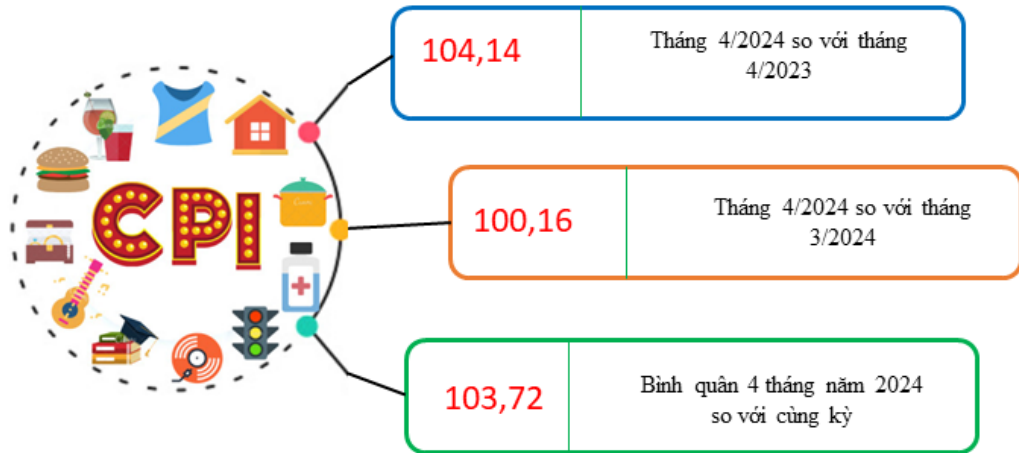 CPI
104,14
Tháng 4/2024 so với tháng
4/2023
100,16
Tháng 4/2024 so với tháng
3/2024
103,72
Bình quân 4 tháng năm 2024
so với cùng kỳ